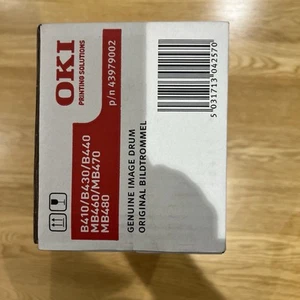 OKI
PRINTING SOLUTIONS
p/n 43979002
B410/B430/B440
MB460/MB470
MB480
GENUINE IMAGE DRUM
ORIGINAL BILDTROMMEL
5 031713 042570